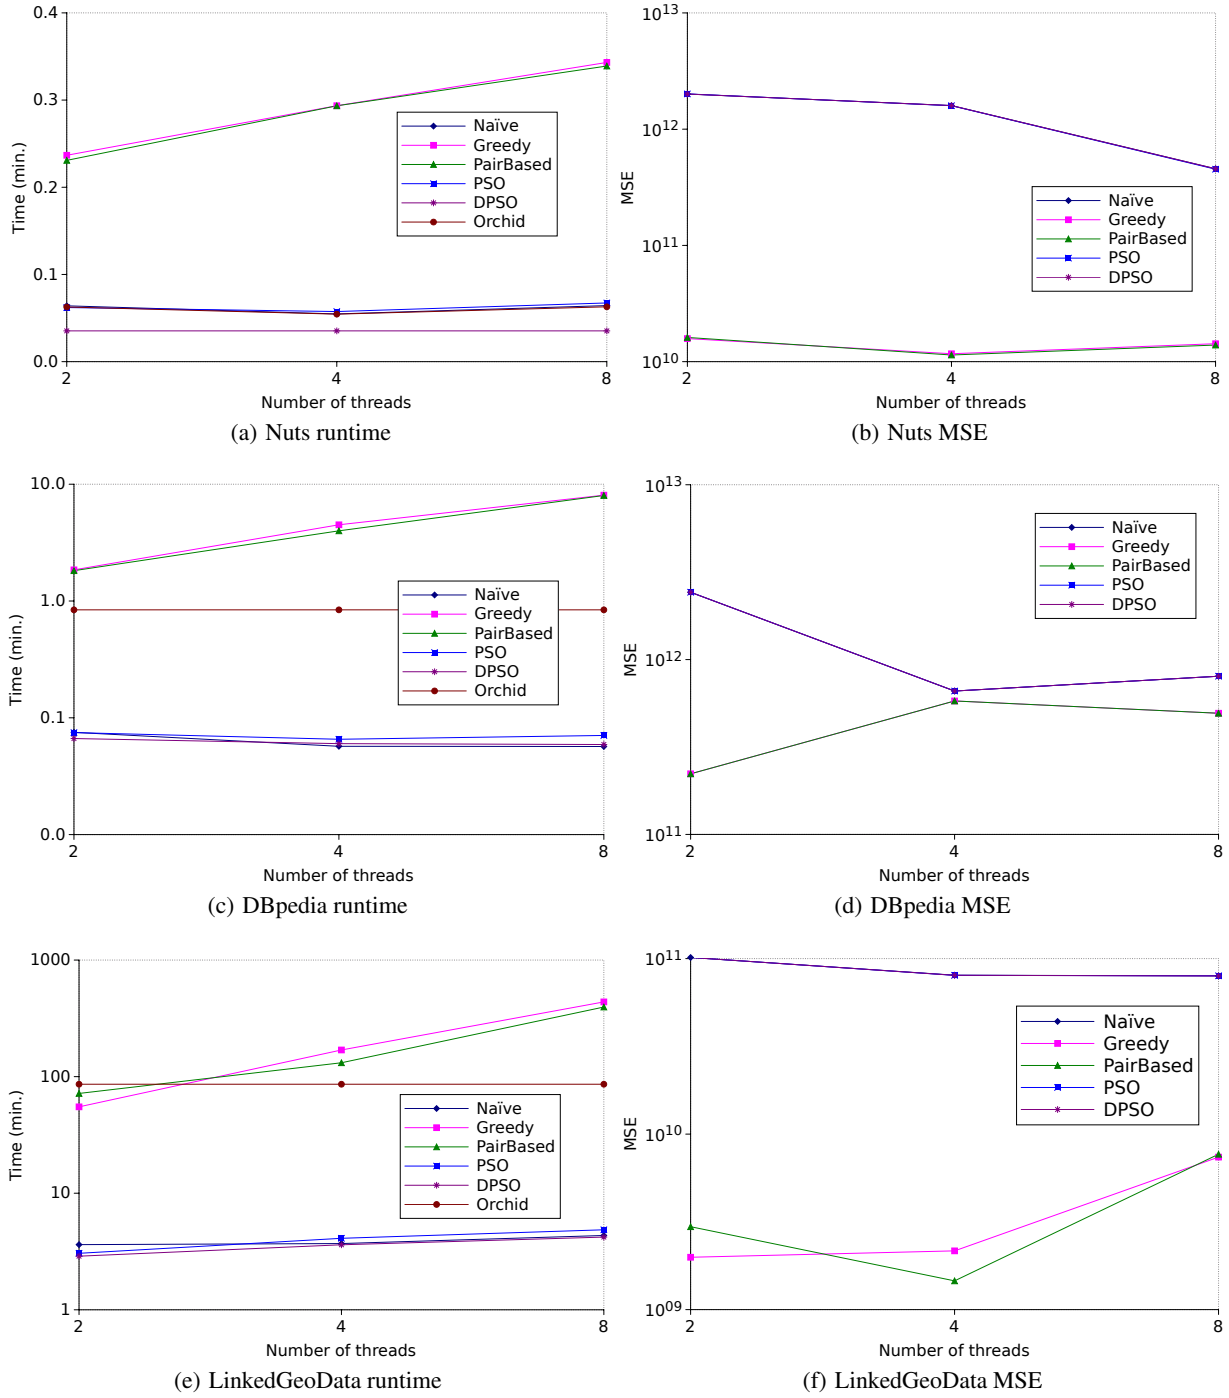 0.4
0.3
0.2
0.1
0.0
Time (min.)
Naïve
Greedy
PairBased
PSO
DPSO
Orchid
2 4 8
Number of threads
(a) Nuts runtime
10^13
10^12
10^11
10^10
MSE
Naïve
Greedy
PairBased
PSO
DPSO
2 4 8
Number of threads
(b) Nuts MSE
10.0
1.0
0.1
0.0
Time (min.)
Naïve
Greedy
PairBased
PSO
DPSO
Orchid
2 4 8
Number of threads
(c) DBpedia runtime
10^13
10^12
10^11
MSE
Naïve
Greedy
PairBased
PSO
DPSO
2 4 8
Number of threads
(d) DBpedia MSE
1000
100
10
1
Time (min.)
Naïve
Greedy
PairBased
PSO
DPSO
Orchid
2 4 8
Number of threads
(e) LinkedGeoData runtime
10^11
10^10
10^09
MSE
Naïve
Greedy
PairBased
PSO
DPSO
2 4 8
Number of threads
(f) LinkedGeoData MSE